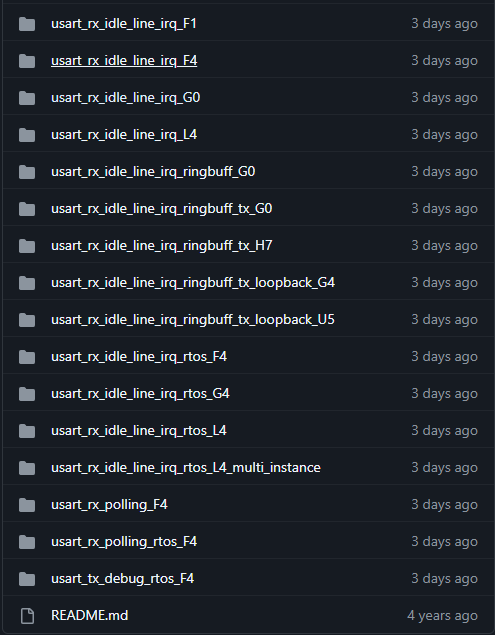 usart_rx_idle_line_irq_F1 3 days ago
usart_rx_idle_line_irq_F4 3 days ago
usart_rx_idle_line_irq_G0 3 days ago
usart_rx_idle_line_irq_L4 3 days ago
usart_rx_idle_line_irq_ringbuff_G0 3 days ago
usart_rx_idle_line_irq_ringbuff_tx_G0 3 days ago
usart_rx_idle_line_irq_ringbuff_tx_H7 3 days ago
usart_rx_idle_line_irq_ringbuff_tx_loopback_G4 3 days ago
usart_rx_idle_line_irq_ringbuff_tx_loopback_U5 3 days ago
usart_rx_idle_line_irq_rtos_F4 3 days ago
usart_rx_idle_line_irq_rtos_G4 3 days ago
usart_rx_idle_line_irq_rtos_L4 3 days ago
usart_rx_idle_line_irq_rtos_L4_multi_instance 3 days ago
usart_rx_polling_F4 3 days ago
usart_rx_polling_rtos_F4 3 days ago
usart_tx_debug_rtos_F4 3 days ago
README.md 4 years ago